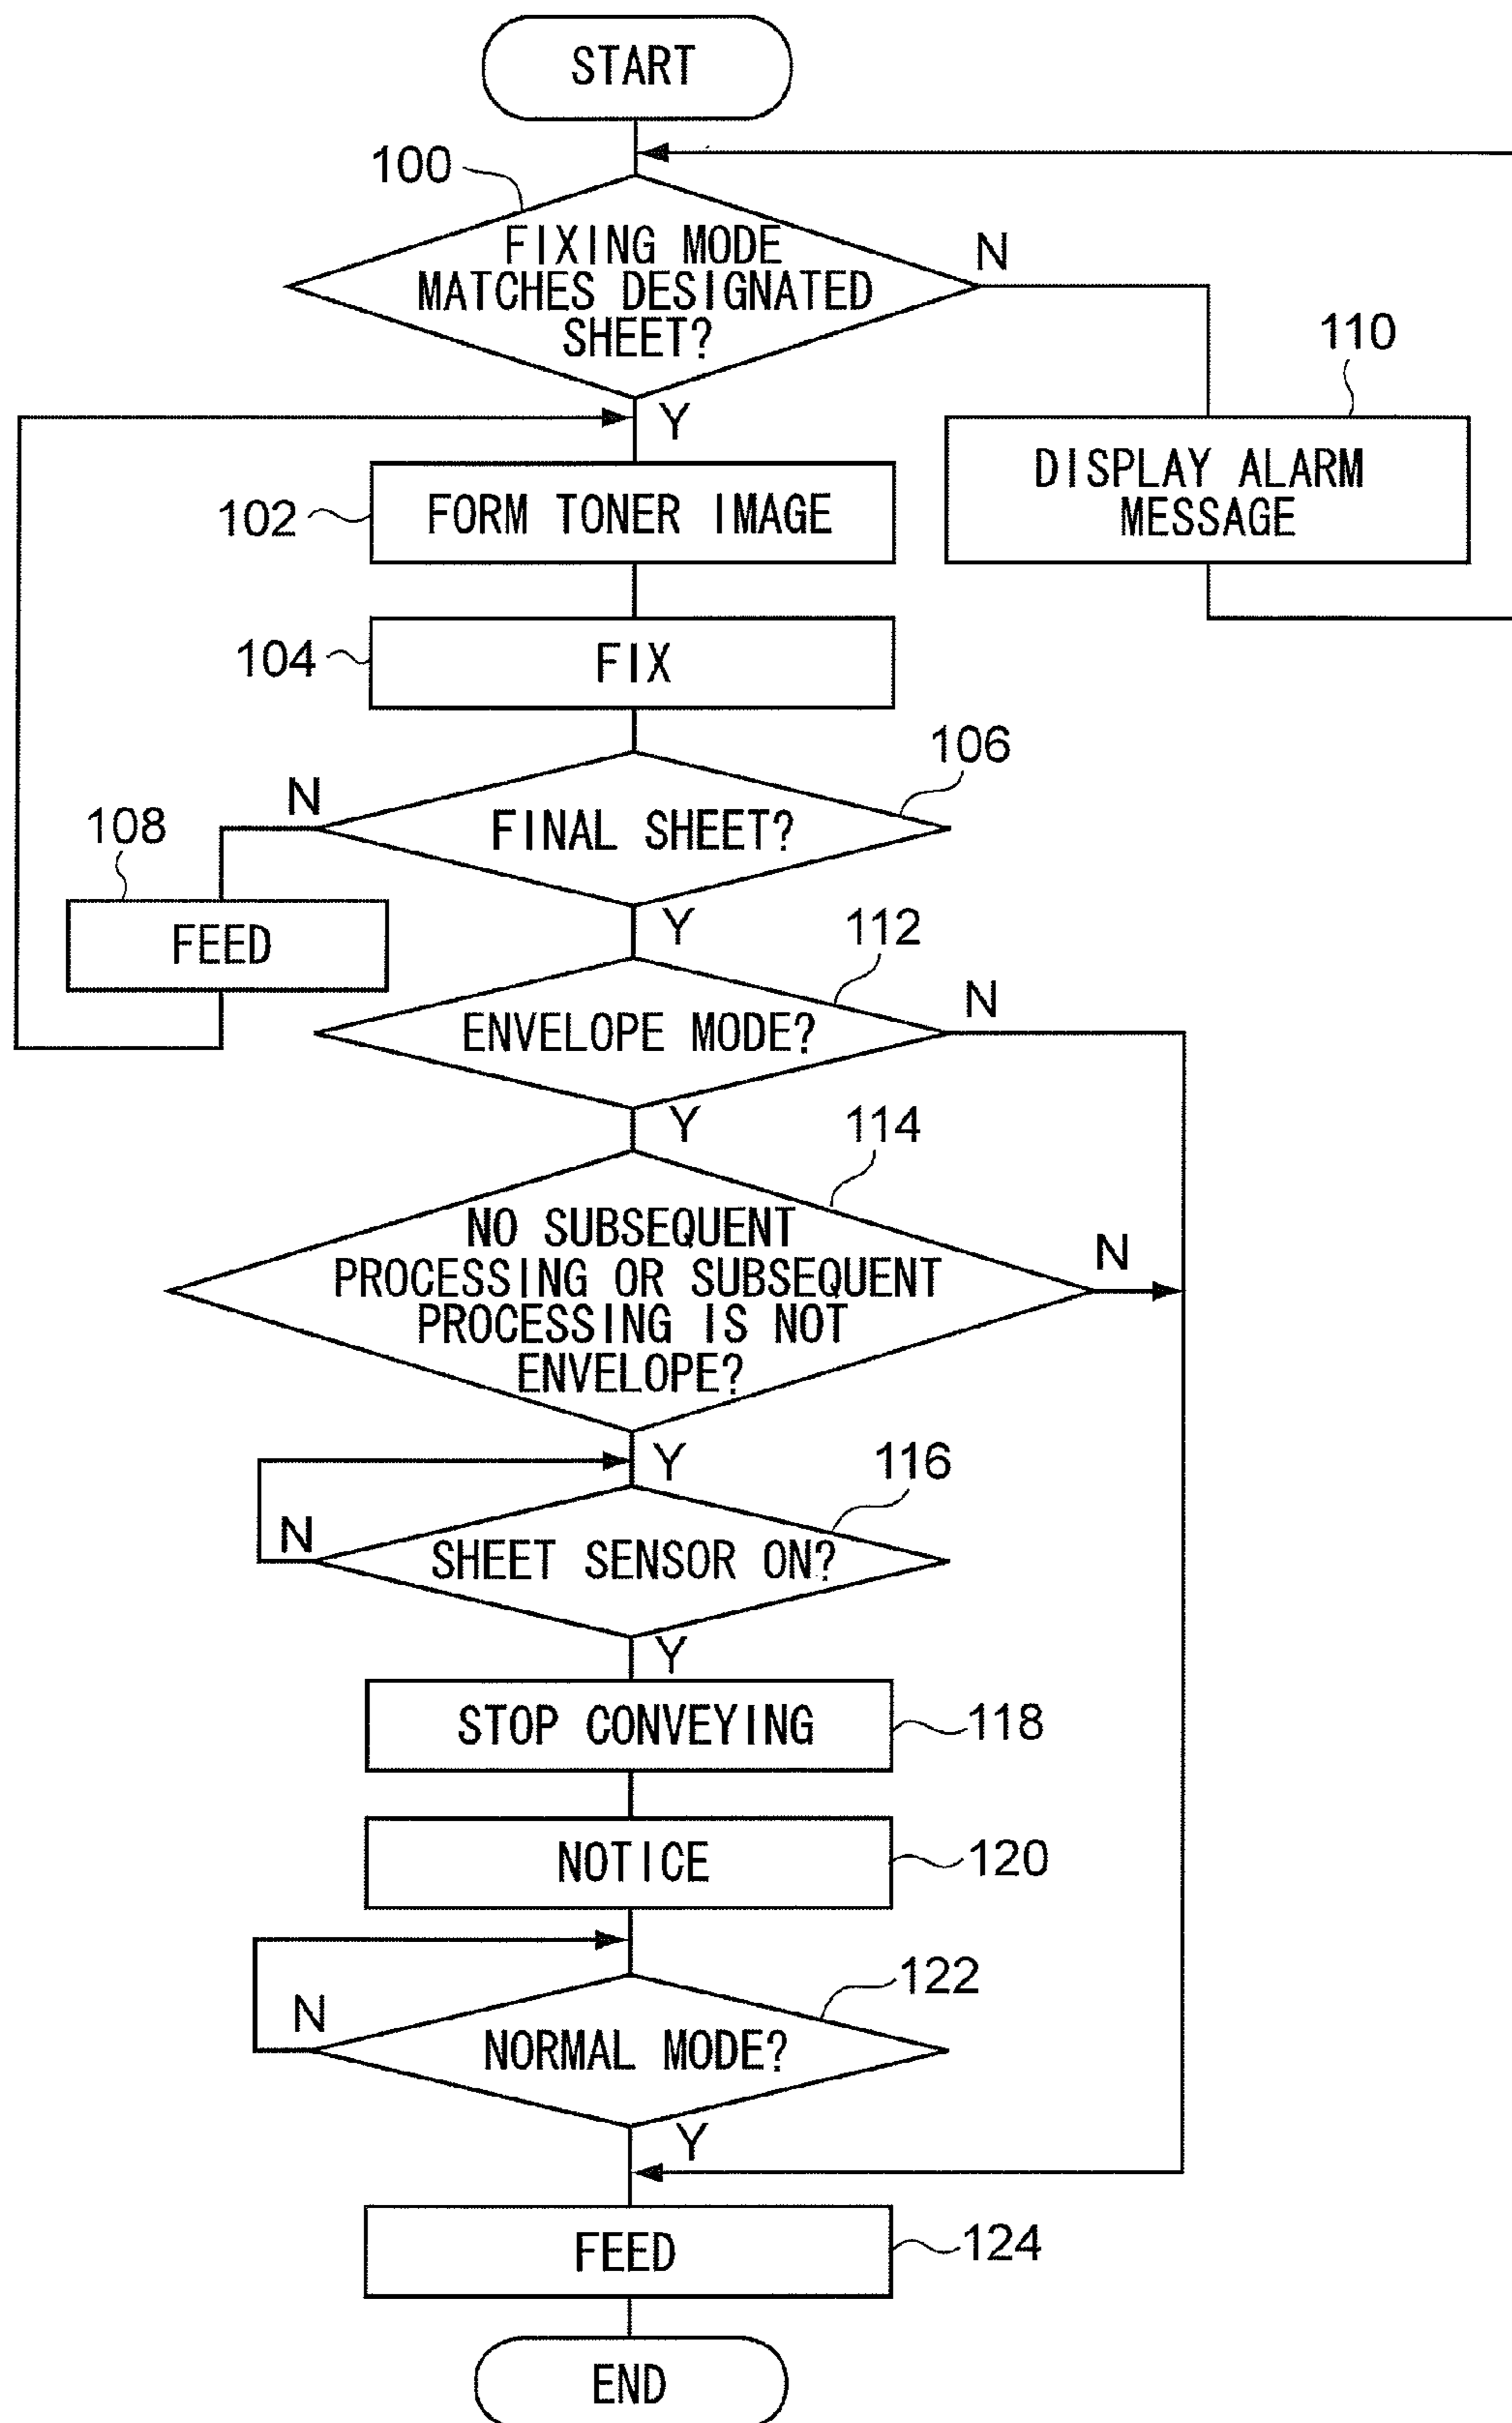 START
100
FIXING MODE
MATCHES DESIGNATED
SHEET?
N
110
Y
DISPLAY ALARM
MESSAGE
102
FORM TONER IMAGE
104
FIX
106
N
FINAL SHEET?
108
Y
FEED
112
N
ENVELOPE MODE?
Y
114
NO SUBSEQUENT
PROCESSING OR SUBSEQUENT
PROCESSING IS NOT
ENVELOPE?
N
Y
116
N
SHEET SENSOR ON?
Y
STOP CONVEYING
118
NOTICE
120
122
N
NORMAL MODE?
Y
FEED
124
END